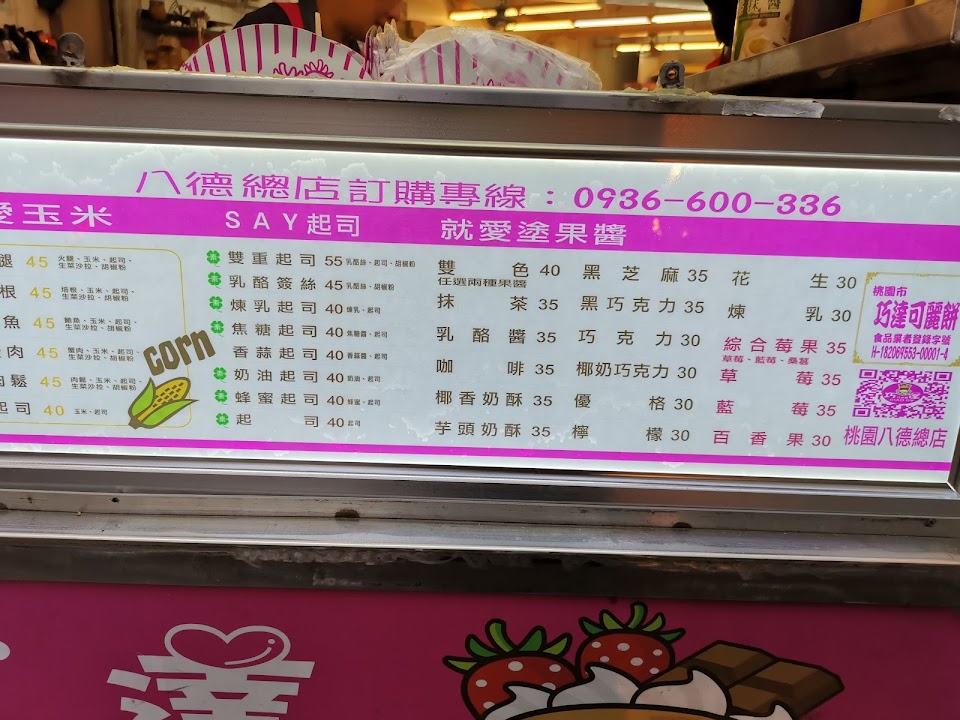 八德總店訂購專線：0936-600-336
愛玉米
腿 45 火腿、玉米、起司、
生菜沙拉、胡椒粉
根 45 培根、玉米、起司、
生菜沙拉、胡椒粉
魚 45 鮪魚、玉米、起司、
生菜沙拉、胡椒粉
肉 45 蟹肉、玉米、起司、
生菜沙拉、胡椒粉
肉鬆 45 肉鬆、玉米、起司、
生菜沙拉、胡椒粉
起司 40 玉米、起司
corn
SAY起司
雙重起司 55 乳酪絲、起司、胡椒粉
乳酪簽絲 45 乳酪絲、胡椒粉
煉乳起司 40 煉乳、起司
焦糖起司 40 焦糖醬、起司
香蒜起司 40 香蒜醬、起司
奶油起司 40 奶油、起司
蜂蜜起司 40 蜂蜜、起司
起司 40 起司
就愛塗果醬
雙色 40
任選兩種果醬
抹茶 35
乳酪醬 35
咖啡 35
椰香奶酥 35
芋頭奶酥 35
黑芝麻 35
黑巧克力 35
巧克力 30
椰奶巧克力 30
優格 30
檸檬 30
花生 30
煉乳 30
綜合莓果 35
草莓、藍莓、桑葚
草莓 35
藍莓 35
百香果 30
桃園市
巧達可麗餅
食品業者登錄字號
H-182089553-00001-4
桃園八德總店
達